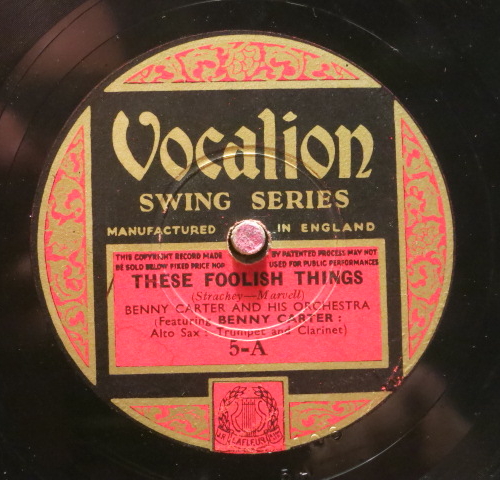 Vocalion
SWING SERIES
MANUFACTURED IN ENGLAND
THIS COPYRIGHT RECORD MADE BY PATENTED PROCESS MAY NOT
BE SOLD BELOW FIXED PRICE NOR USED FOR PUBLIC PERFORMANCES
THESE FOOLISH THINGS
(Strachey—Marvell)
BENNY CARTER AND HIS ORCHESTRA
(Featuring BENNY CARTER:
Alto Sax: Trumpet and Clarinet)
5-A
LAFLEUR